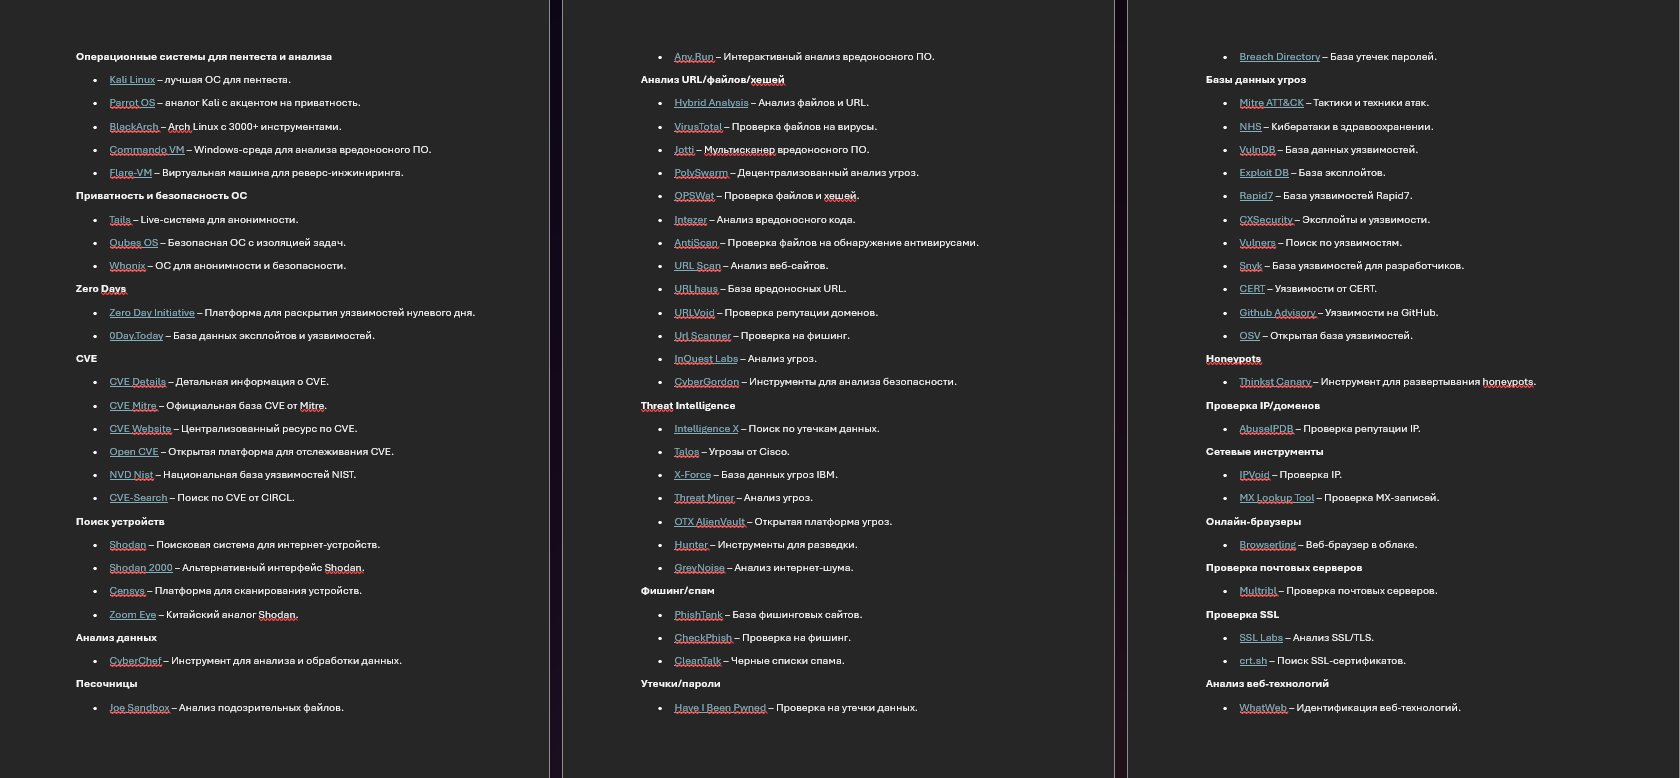 Операционные системы для пентеста и анализа
• Kali Linux – лучшая ОС для пентеста.
• Parrot OS – аналог Kali с акцентом на приватность.
• BlackArch – Arch Linux с 3000+ инструментами.
• Commando VM – Windows-среда для анализа вредоносного ПО.
• Flare-VM – Виртуальная машина для реверс-инжиниринга.
Приватность и безопасность ОС
• Tails – Live-система для анонимности.
• Qubes OS – Безопасная ОС с изоляцией задач.
• Whonix – ОС для анонимности и безопасности.
Zero Days
• Zero Day Initiative – Платформа для раскрытия уязвимостей нулевого дня.
• 0Day.Today – База данных эксплойтов и уязвимостей.
CVE
• CVE Details – Детальная информация о CVE.
• CVE Mitre – Официальная база CVE от Mitre.
• CVE Website – Централизованный ресурс по CVE.
• Open CVE – Открытая платформа для отслеживания CVE.
• NVD Nist – Национальная база уязвимостей NIST.
• CVE-Search – Поиск по CVE от CIRCL.
Поиск устройств
• Shodan – Поисковая система для интернет-устройств.
• Shodan 2000 – Альтернативный интерфейс Shodan.
• Censys – Платформа для сканирования устройств.
• Zoom Eye – Китайский аналог Shodan.
Анализ данных
• CyberChef – Инструмент для анализа и обработки данных.
Песочницы
• Joe Sandbox – Анализ подозрительных файлов.
• Any.Run – Интерактивный анализ вредоносного ПО.
Анализ URL/файлов/хешей
• Hybrid Analysis – Анализ файлов и URL.
• VirusTotal – Проверка файлов на вирусы.
• Jotti – Мультисканер вредоносного ПО.
• PolySwarm – Децентрализованный анализ угроз.
• OPSWat – Проверка файлов и хешей.
• Intezer – Анализ вредоносного кода.
• AntiScan – Проверка файлов на обнаружение антивирусами.
• URL Scan – Анализ веб-сайтов.
• URLhaus – База вредоносных URL.
• URLVoid – Проверка репутации доменов.
• Url Scanner – Проверка на фишинг.
• InQuest Labs – Анализ угроз.
• CyberGordon – Инструменты для анализа безопасности.
Threat Intelligence
• Intelligence X – Поиск по утечкам данных.
• Talos – Угрозы от Cisco.
• X-Force – База данных угроз IBM.
• Threat Miner – Анализ угроз.
• OTX AlienVault – Открытая платформа угроз.
• Hunter – Инструменты для разведки.
• GreyNoise – Анализ интернет-шума.
Фишинг/спам
• PhishTank – База фишинговых сайтов.
• CheckPhish – Проверка на фишинг.
• CleanTalk – Черные списки спама.
Утечки/пароли
• Have I Been Pwned – Проверка на утечки данных.
• Breach Directory – База утечек паролей.
Базы данных угроз
• Mitre ATT&CK – Тактики и техники атак.
• NHS – Кибератаки в здравоохранении.
• VulnDB – База данных уязвимостей.
• Exploit DB – База эксплойтов.
• Rapid7 – База уязвимостей Rapid7.
• CXSecurity – Эксплойты и уязвимости.
• Vulners – Поиск по уязвимостям.
• Snyk – База уязвимостей для разработчиков.
• CERT – Уязвимости от CERT.
• Github Advisory – Уязвимости на GitHub.
• OSV – Открытая база уязвимостей.
Honeypots
• Thinkst Canary – Инструмент для развертывания honeypots.
Проверка IP/доменов
• AbuseIPDB – Проверка репутации IP.
Сетевые инструменты
• IPVoid – Проверка IP.
• MX Lookup Tool – Проверка MX-записей.
Онлайн-браузеры
• Browserling – Веб-браузер в облаке.
Проверка почтовых серверов
• Multribl – Проверка почтовых серверов.
Проверка SSL
• SSL Labs – Анализ SSL/TLS.
• crt.sh – Поиск SSL-сертификатов.
Анализ веб-технологий
• WhatWeb – Идентификация веб-технологий.